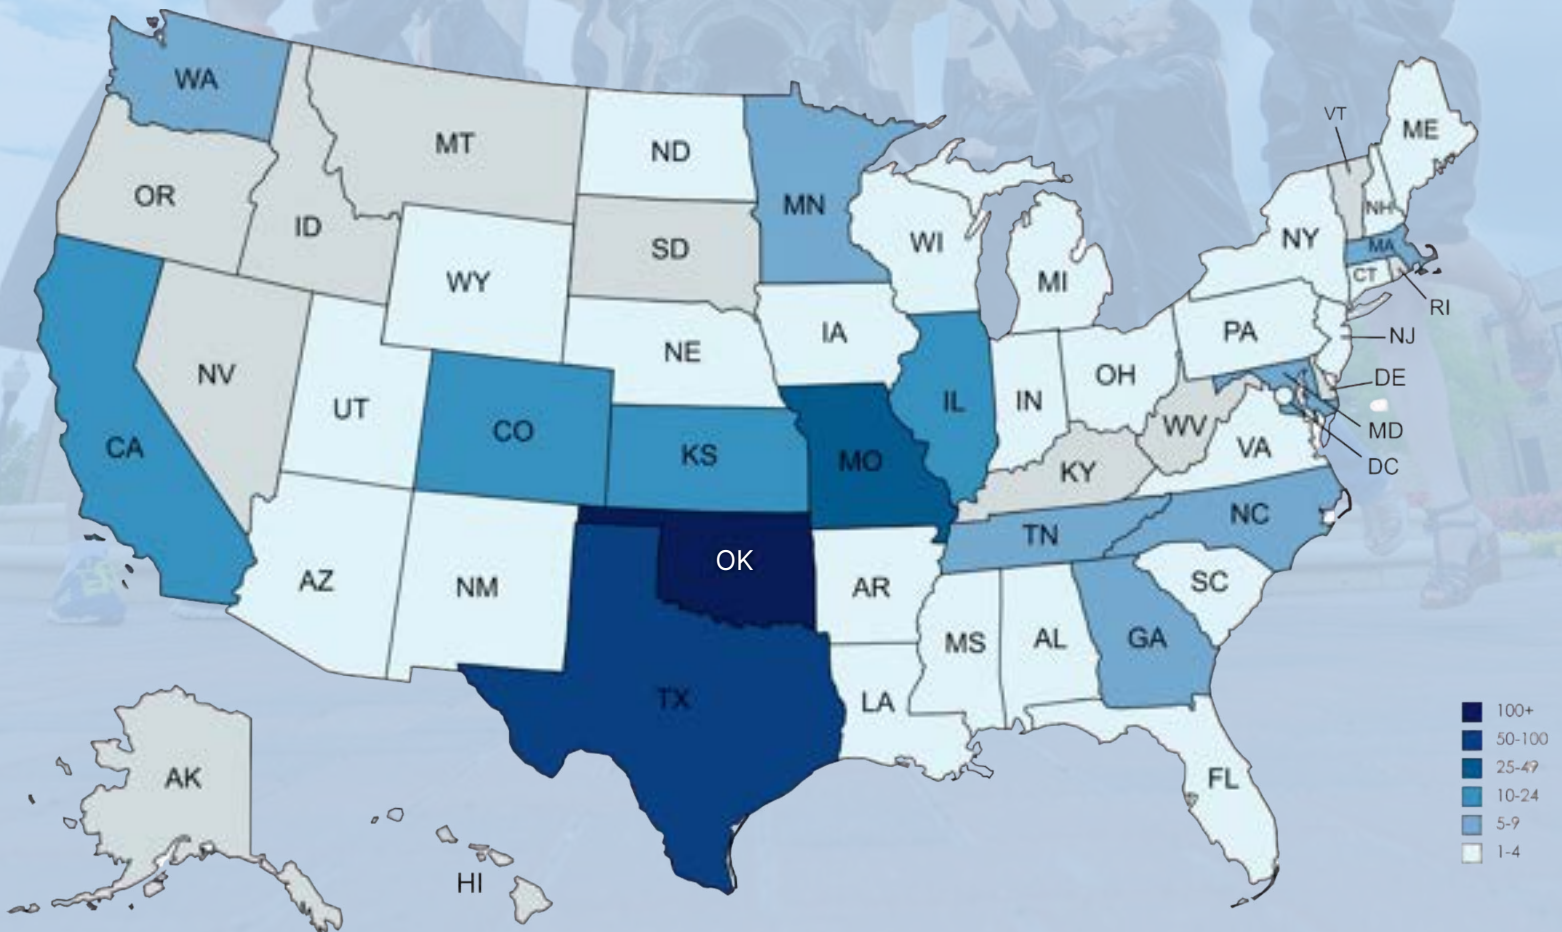 WA
MT
ND
MN
OR
ID
SD
WI
MI
VT
ME
NH
NY
MA
CT
RI
WY
IA
NE
PA
NJ
NV
UT
CO
KS
MO
IL
IN
OH
WV
DE
MD
DC
VA
KY
CA
AZ
NM
OK
AR
TN
NC
SC
MS
AL
GA
TX
LA
FL
AK
HI
100+
50-100
25-49
10-24
5-9
1-4